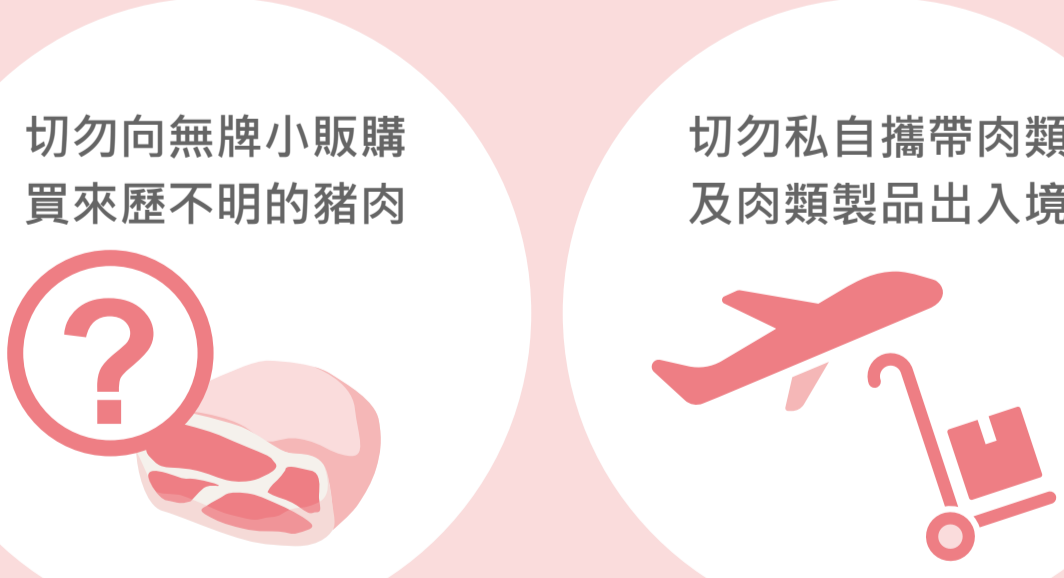 切勿向無牌小販購
買來歷不明的豬肉
切勿私自攜帶肉類
及肉類製品出入境
?